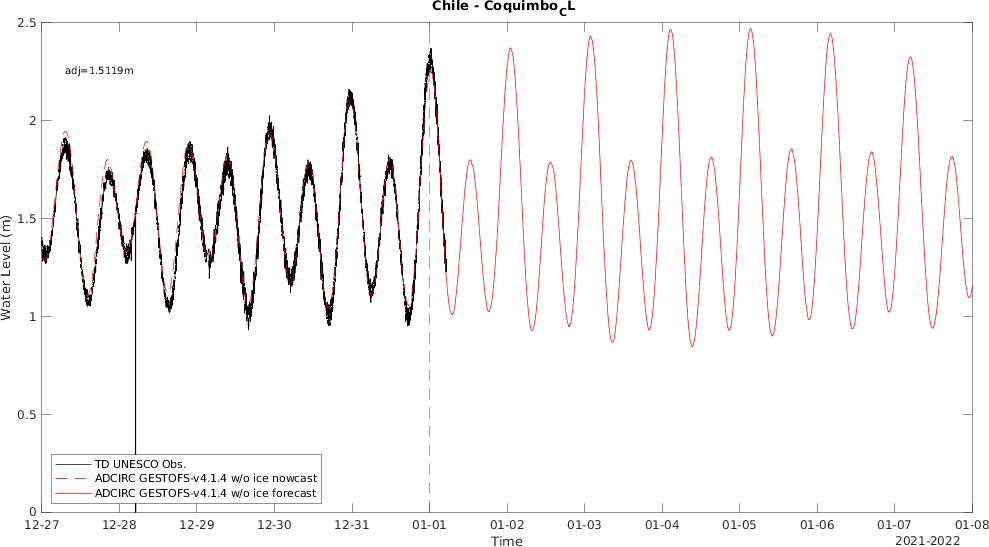 Chile - Coquimbo_CL
2.5
adj=1.5119m
2
1.5
Water Level (m)
1
0.5
TD UNESCO Obs.
ADCIRC GESTOFS-v4.1.4 w/o ice nowcast
ADCIRC GESTOFS-v4.1.4 w/o ice forecast
0
12-27 12-28 12-29 12-30 12-31 01-01 01-02 01-03 01-04 01-05 01-06 01-07 01-08
Time
2021-2022